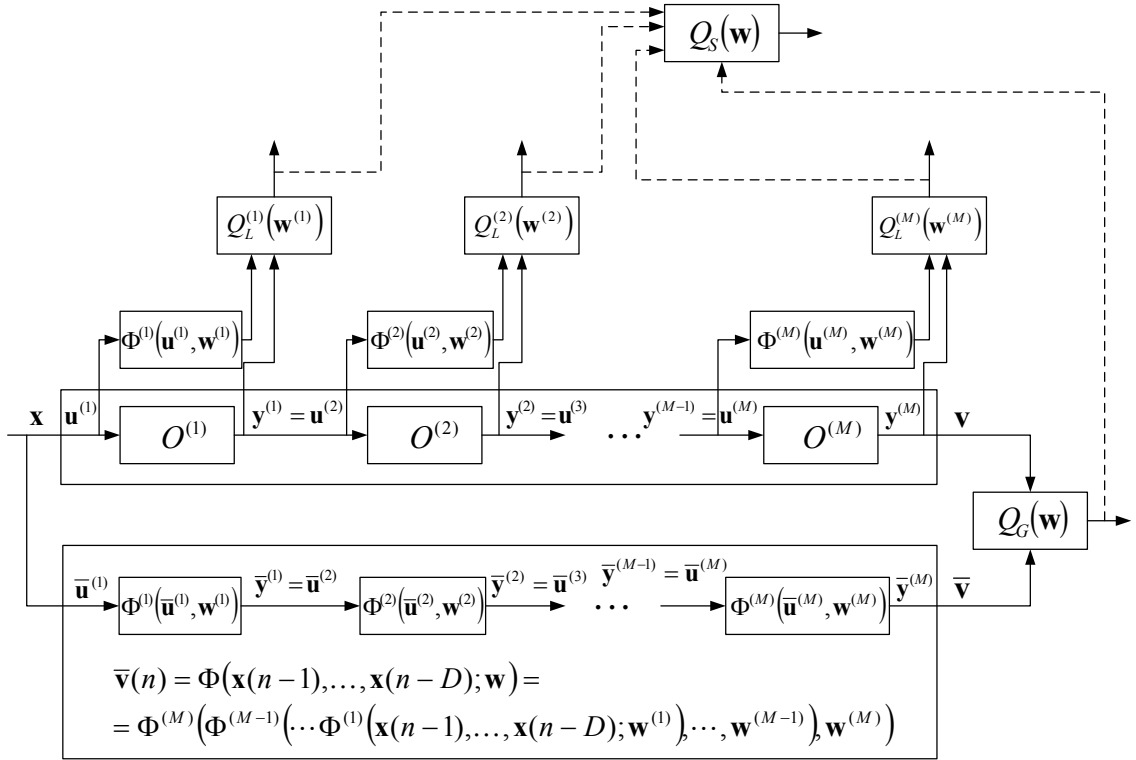 Q_S(w)
Q_L^(1)(w^(1))
Q_L^(2)(w^(2))
Q_L^(M)(w^(M))
Φ^(1)(u^(1), w^(1))
Φ^(2)(u^(2), w^(2))
Φ^(M)(u^(M), w^(M))
x
u^(1)
O^(1)
y^(1) = u^(2)
O^(2)
y^(2) = u^(3)
⋯
y^(M−1) = u^(M)
O^(M)
y^(M)
v
Q_G(w)
u̅^(1)
Φ^(1)(u̅^(1), w^(1))
y̅^(1) = u̅^(2)
Φ^(2)(u̅^(2), w^(2))
y̅^(2) = u̅^(3)
⋯
y̅^(M−1) = u̅^(M)
Φ^(M)(u̅^(M), w^(M))
y̅^(M)
v̅
v̅(n) = Φ(x(n−1),…, x(n−D); w) =
= Φ^(M)(Φ^(M−1)(⋯Φ^(1)(x(n−1),…, x(n−D); w^(1)),⋯, w^(M−1)), w^(M))